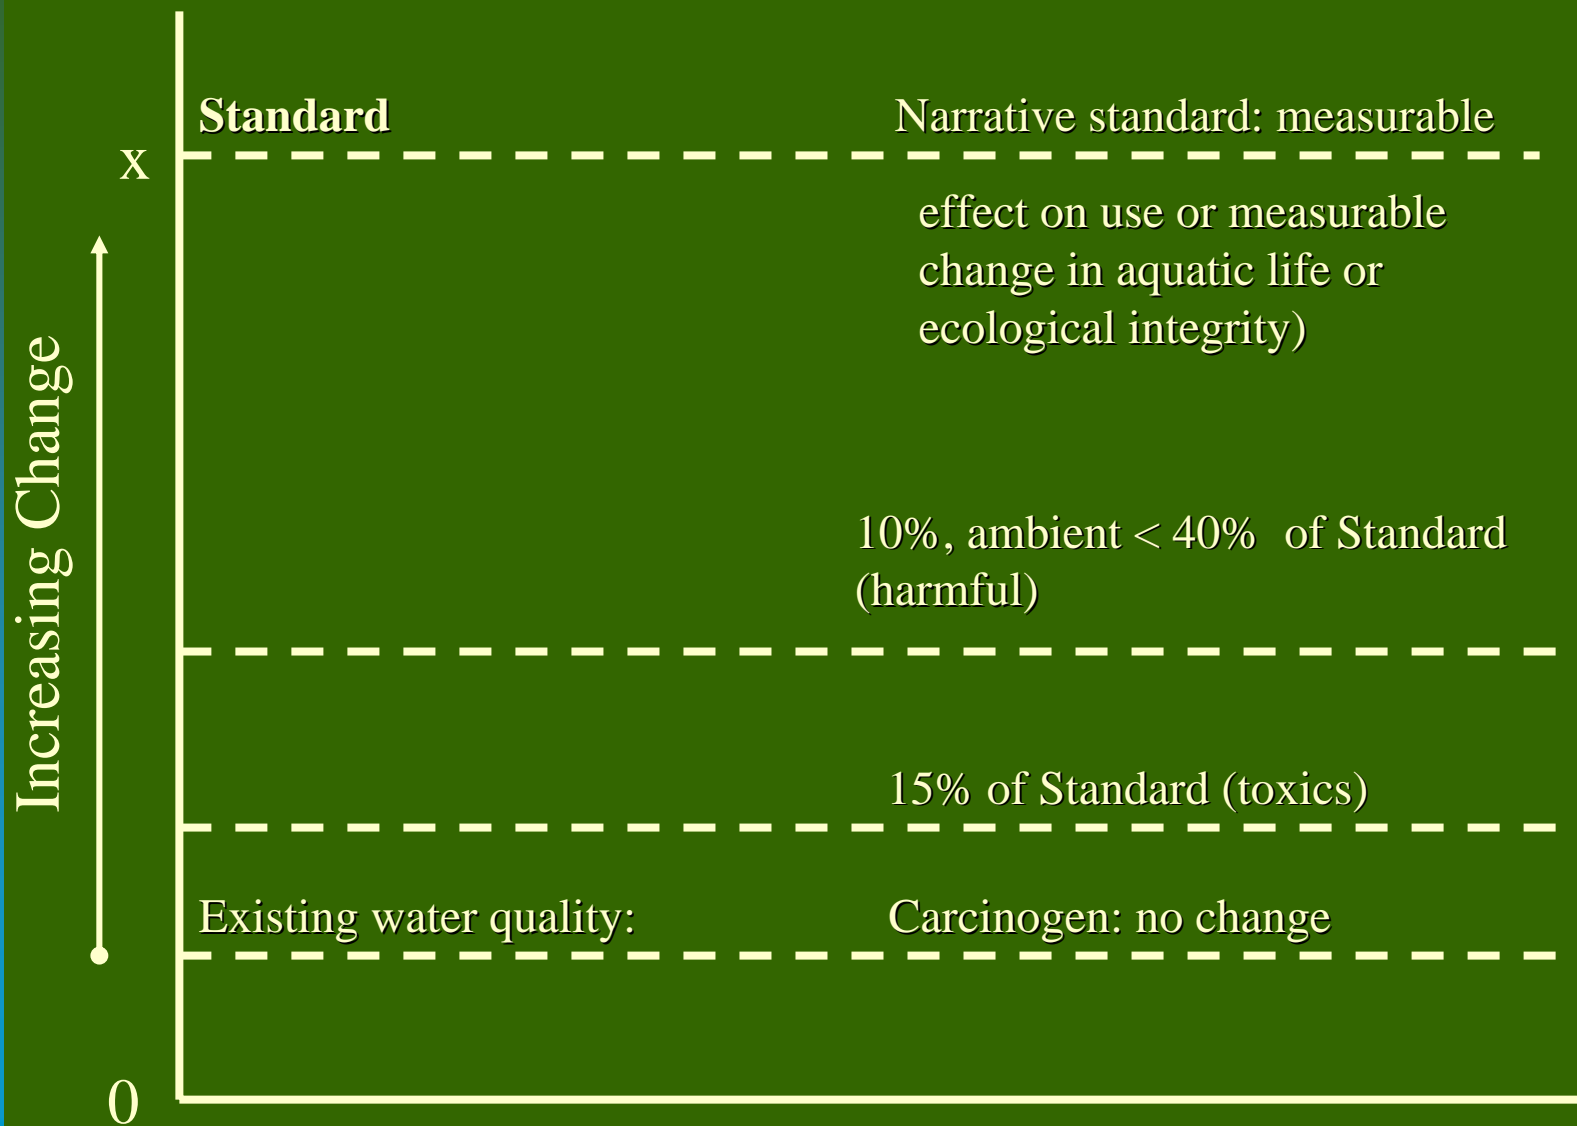 Standard
Narrative standard: measurable
x
effect on use or measurable
change in aquatic life or
ecological integrity)
Increasing Change
10%, ambient < 40% of Standard
(harmful)
15% of Standard (toxics)
Existing water quality:
Carcinogen: no change
0